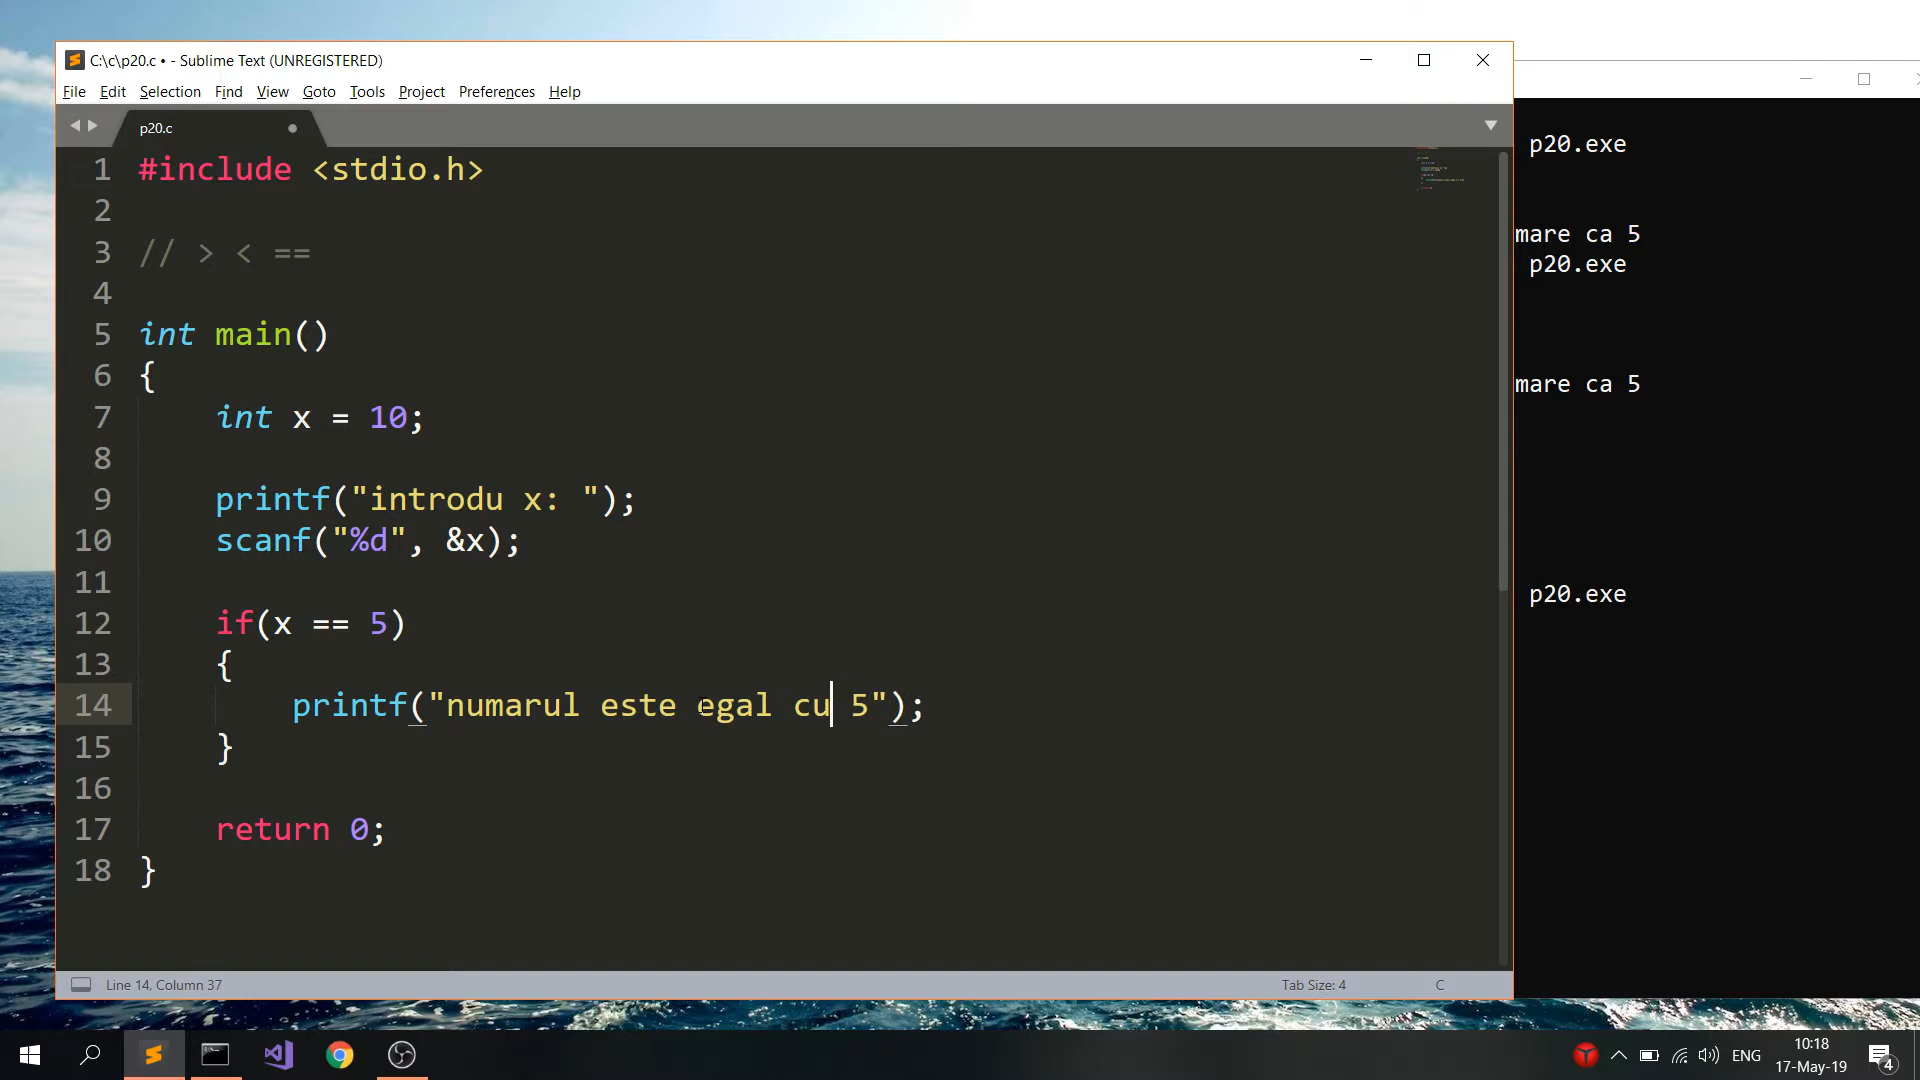 C:\c\p20.c • - Sublime Text (UNREGISTERED)
File Edit Selection Find View Goto Tools Project Preferences Help
p20.c
1 #include <stdio.h>
2
3 // > < ==
4
5 int main()
6 {
7 int x = 10;
8
9 printf("introdu x: ");
10 scanf("%d", &x);
11
12 if(x == 5)
13 {
14 printf("numarul este egal cu 5");
15 }
16
17 return 0;
18 }
Line 14, Column 37 Tab Size: 4 C
p20.exe
mare ca 5
p20.exe
mare ca 5
p20.exe
ENG
10:18
17-May-19
4